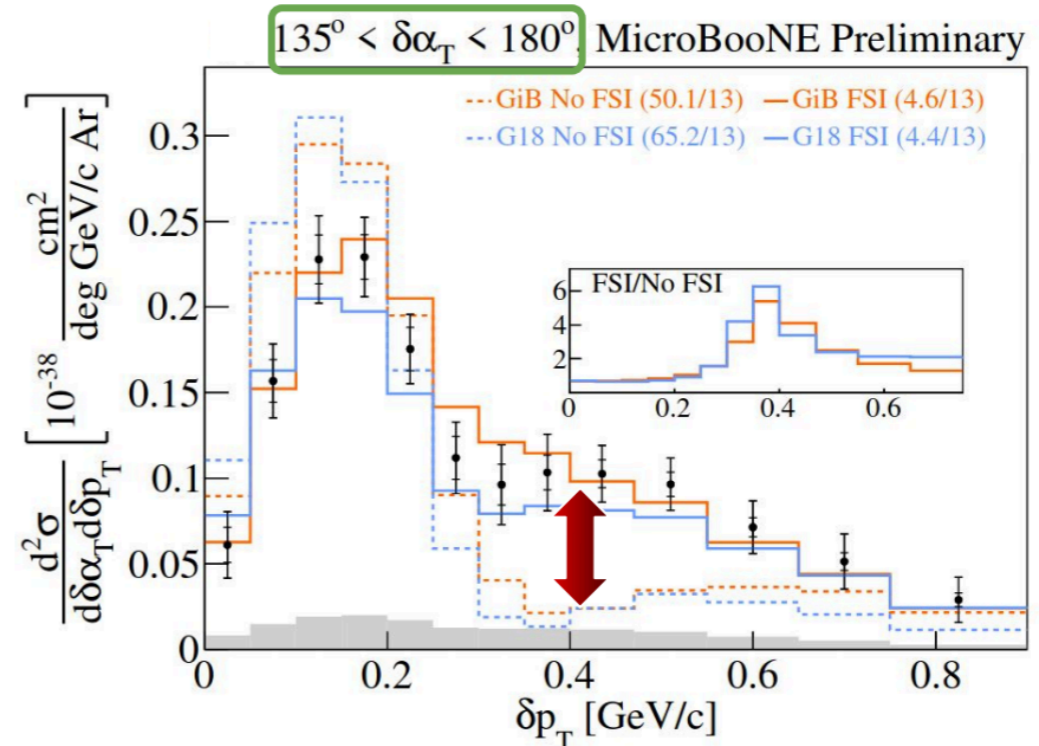 135° < δα_T < 180°, MicroBooNE Preliminary
GiB No FSI (50.1/13) GiB FSI (4.6/13)
G18 No FSI (65.2/13) G18 FSI (4.4/13)
d²σ/dδα_T dδp_T [10⁻³⁸ cm²/deg GeV/c Ar]
0.3
0.25
0.2
0.15
0.1
0.05
0
FSI/No FSI
6
4
2
0 0.2 0.4 0.6
0 0.2 0.4 0.6 0.8
δp_T [GeV/c]